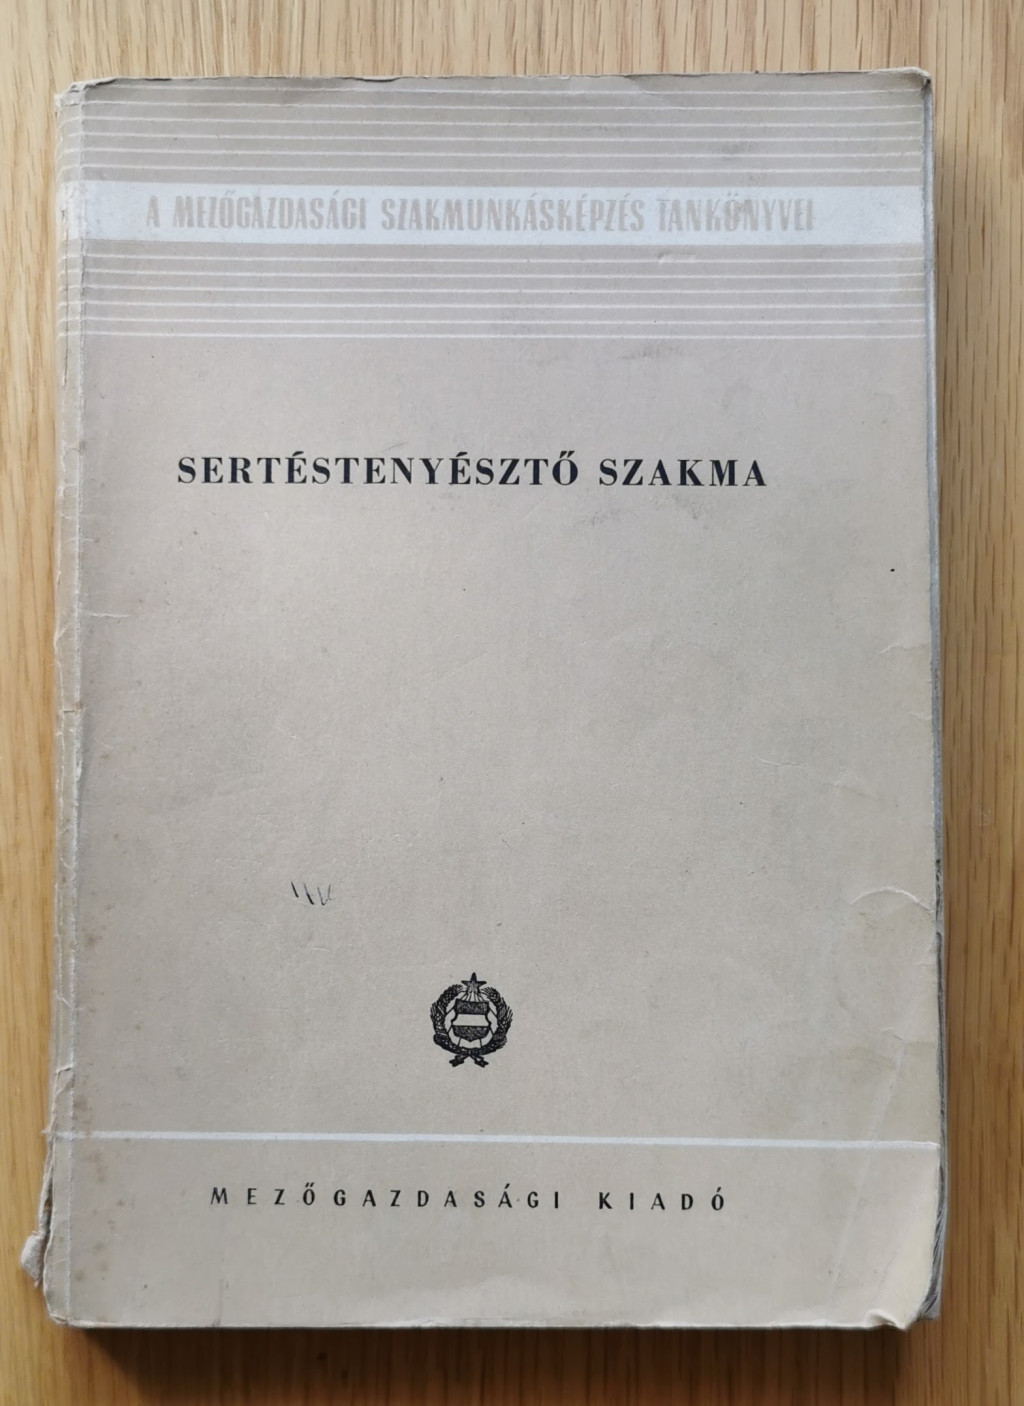 A MEZŐGAZDASÁGI SZAKMUNKÁSKÉPZÉS TANKÖNYVEI
SERTÉSTENYÉSZTŐ SZAKMA
MEZŐGAZDASÁGI KIADÓ